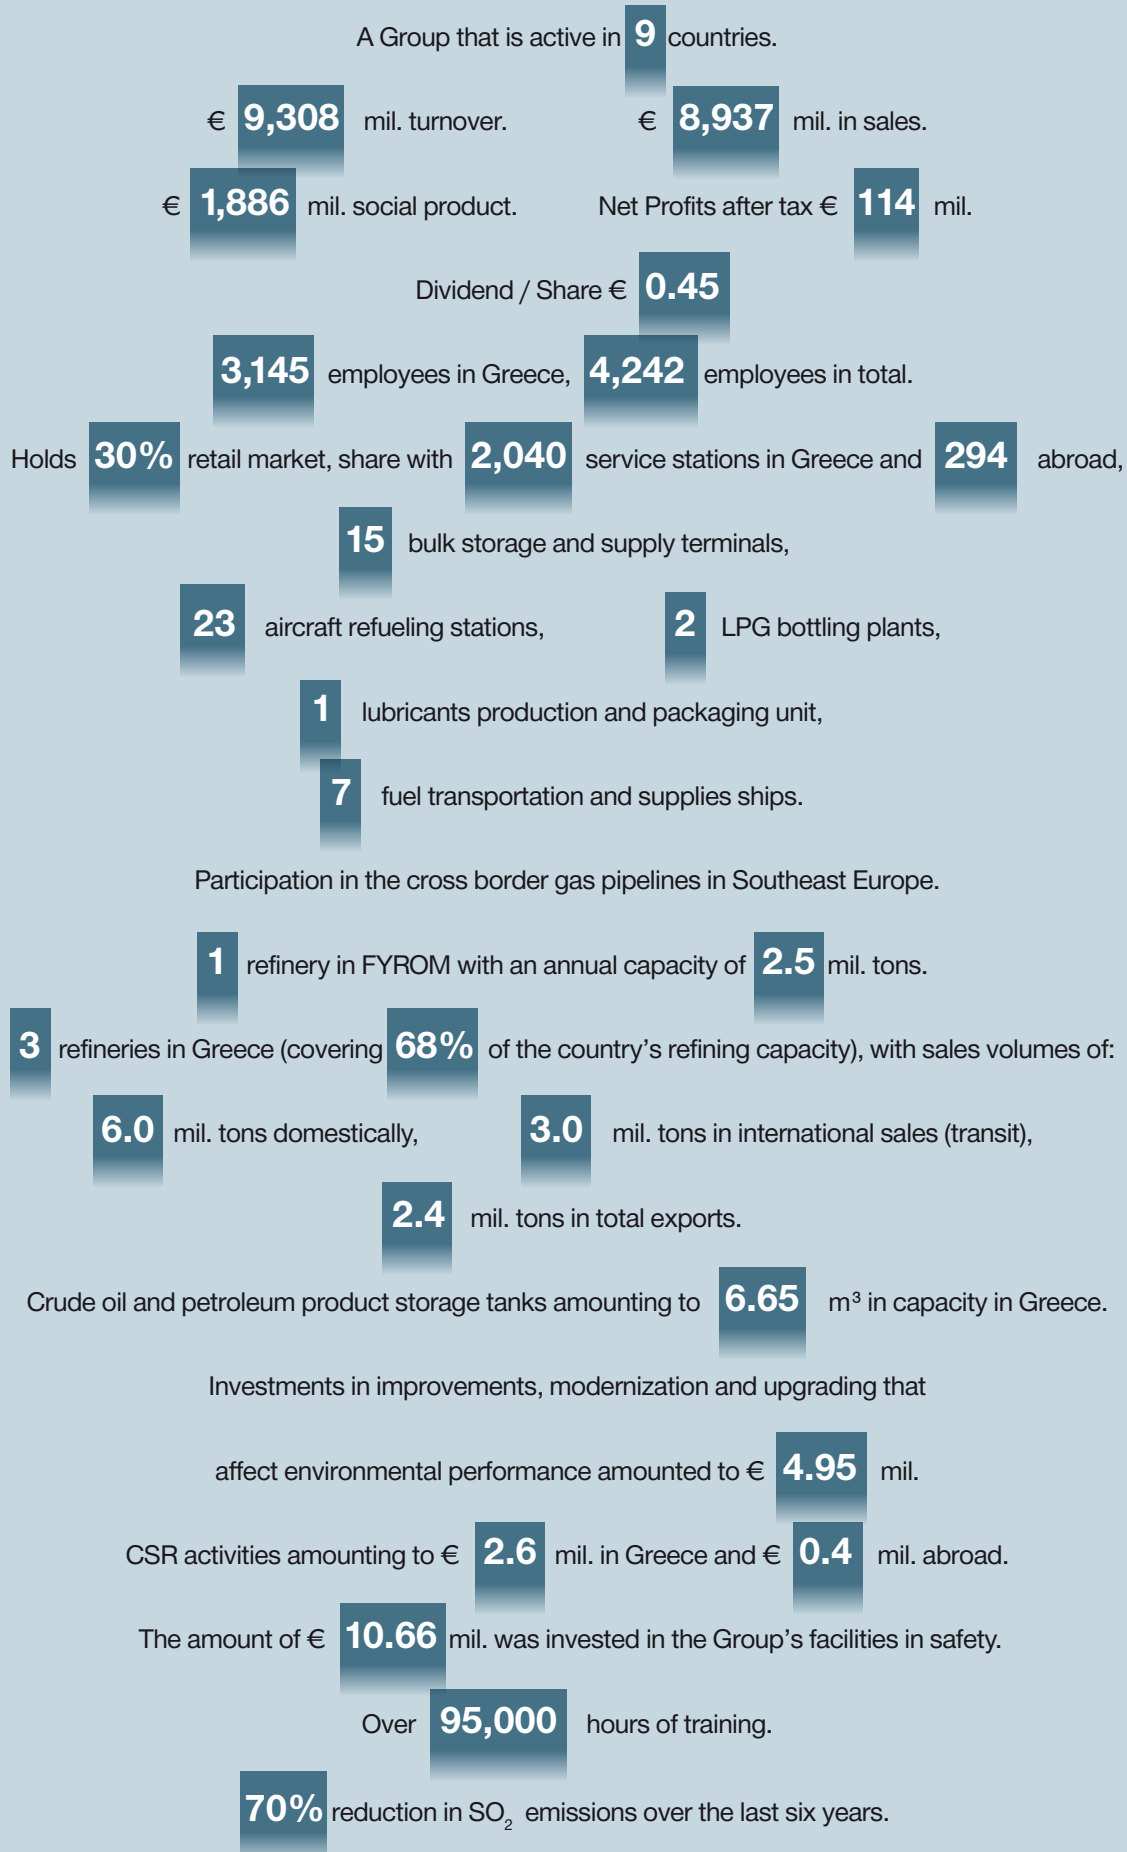 A Group that is active in 9 countries.
€ 9,308 mil. turnover. € 8,937 mil. in sales.
€ 1,886 mil. social product. Net Profits after tax € 114 mil.
Dividend / Share € 0.45
3,145 employees in Greece, 4,242 employees in total.
Holds 30% retail market, share with 2,040 service stations in Greece and 294 abroad,
15 bulk storage and supply terminals,
23 aircraft refueling stations, 2 LPG bottling plants,
1 lubricants production and packaging unit,
7 fuel transportation and supplies ships.
Participation in the cross border gas pipelines in Southeast Europe.
1 refinery in FYROM with an annual capacity of 2.5 mil. tons.
3 refineries in Greece (covering 68% of the country's refining capacity), with sales volumes of:
6.0 mil. tons domestically, 3.0 mil. tons in international sales (transit),
2.4 mil. tons in total exports.
Crude oil and petroleum product storage tanks amounting to 6.65 m³ in capacity in Greece.
Investments in improvements, modernization and upgrading that
affect environmental performance amounted to € 4.95 mil.
CSR activities amounting to € 2.6 mil. in Greece and € 0.4 mil. abroad.
The amount of € 10.66 mil. was invested in the Group's facilities in safety.
Over 95,000 hours of training.
70% reduction in SO₂ emissions over the last six years.